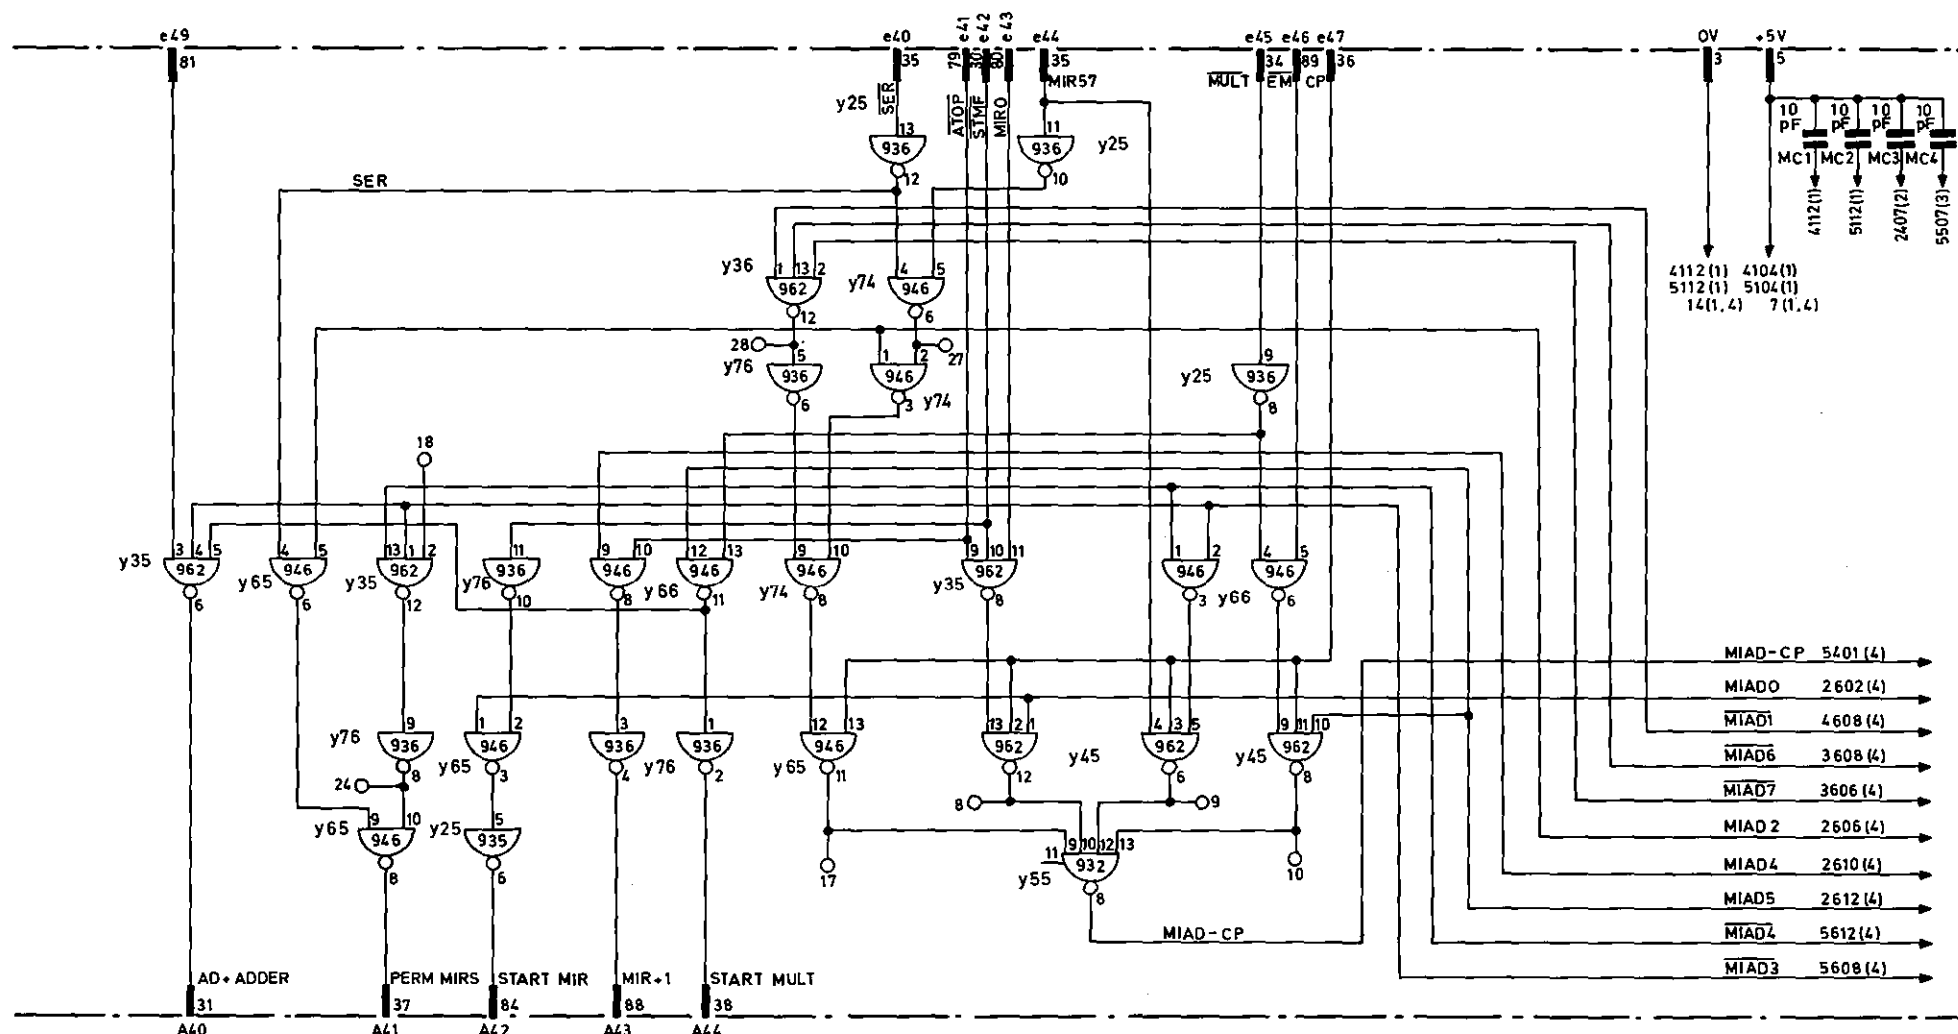 e49 e40 e41 e42 e43 e44 e45 e46 e47 0V +5V
81 35 79 30 80 35 34 89 36 3 5
MIR57 MULT EM CP
y25 SER ATOP STMF MIRO
10 pF 10 pF 10 pF 10 pF
13 11
936 936 y25
MC1 MC2 MC3 MC4
12 10
SER
4112(1) 5112(1) 2407(2) 5507(3)
y36 1 13 2 y74 4 5
962 946
12 6
4112(1) 4104(1)
5112(1) 5104(1)
14(1,4) 7(1,4)
28 5 1 2 27 9
y76 936 946 y25 936
6 3 y74 8
18
3 4 5 4 5 13 1 2 11 9 10 12 13 9 10 9 10 11 1 2 4 5
y35 962 y65 946 y35 962 y76 936 946 y66 946 y74 946 y35 962 946 y66 946
6 6 12 10 8 11 8 8 3 6
MIAD-CP 5401(4)
MIAD0 2602(4)
9 1 2 3 1 12 13 13 2 1 4 3 5 9 11 10
MIAD1 4608(4)
y76 936 y65 946 936 y76 936 y65 946 962 y45 962 y45 962
8 3 4 2 11 12 6 8
MIAD6 3608(4)
24 8 9
MIAD7 3606(4)
y65 9 10 y25 5
946 935
8 6
MIAD2 2606(4)
11 9 10 12 13
y55 932
17 10
8
MIAD4 2610(4)
MIAD5 2612(4)
MIAD-CP
MIAD4 5612(4)
MIAD3 5608(4)
AD+ADDER PERM MIRS START MIR MIR+1 START MULT
31 37 84 88 38
A40 A41 A42 A43 A44